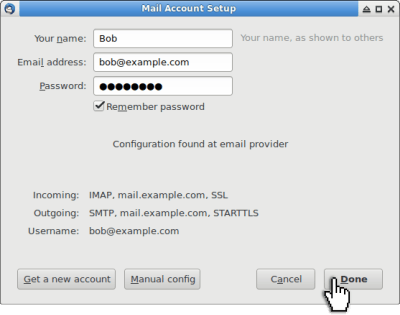 Mail Account Setup
Your name: Bob Your name, as shown to others
Email address: bob@example.com
Password: ●●●●●●●●
Remember password
Configuration found at email provider
Incoming: IMAP, mail.example.com, SSL
Outgoing: SMTP, mail.example.com, STARTTLS
Username: bob@example.com
Get a new account Manual config Cancel Done